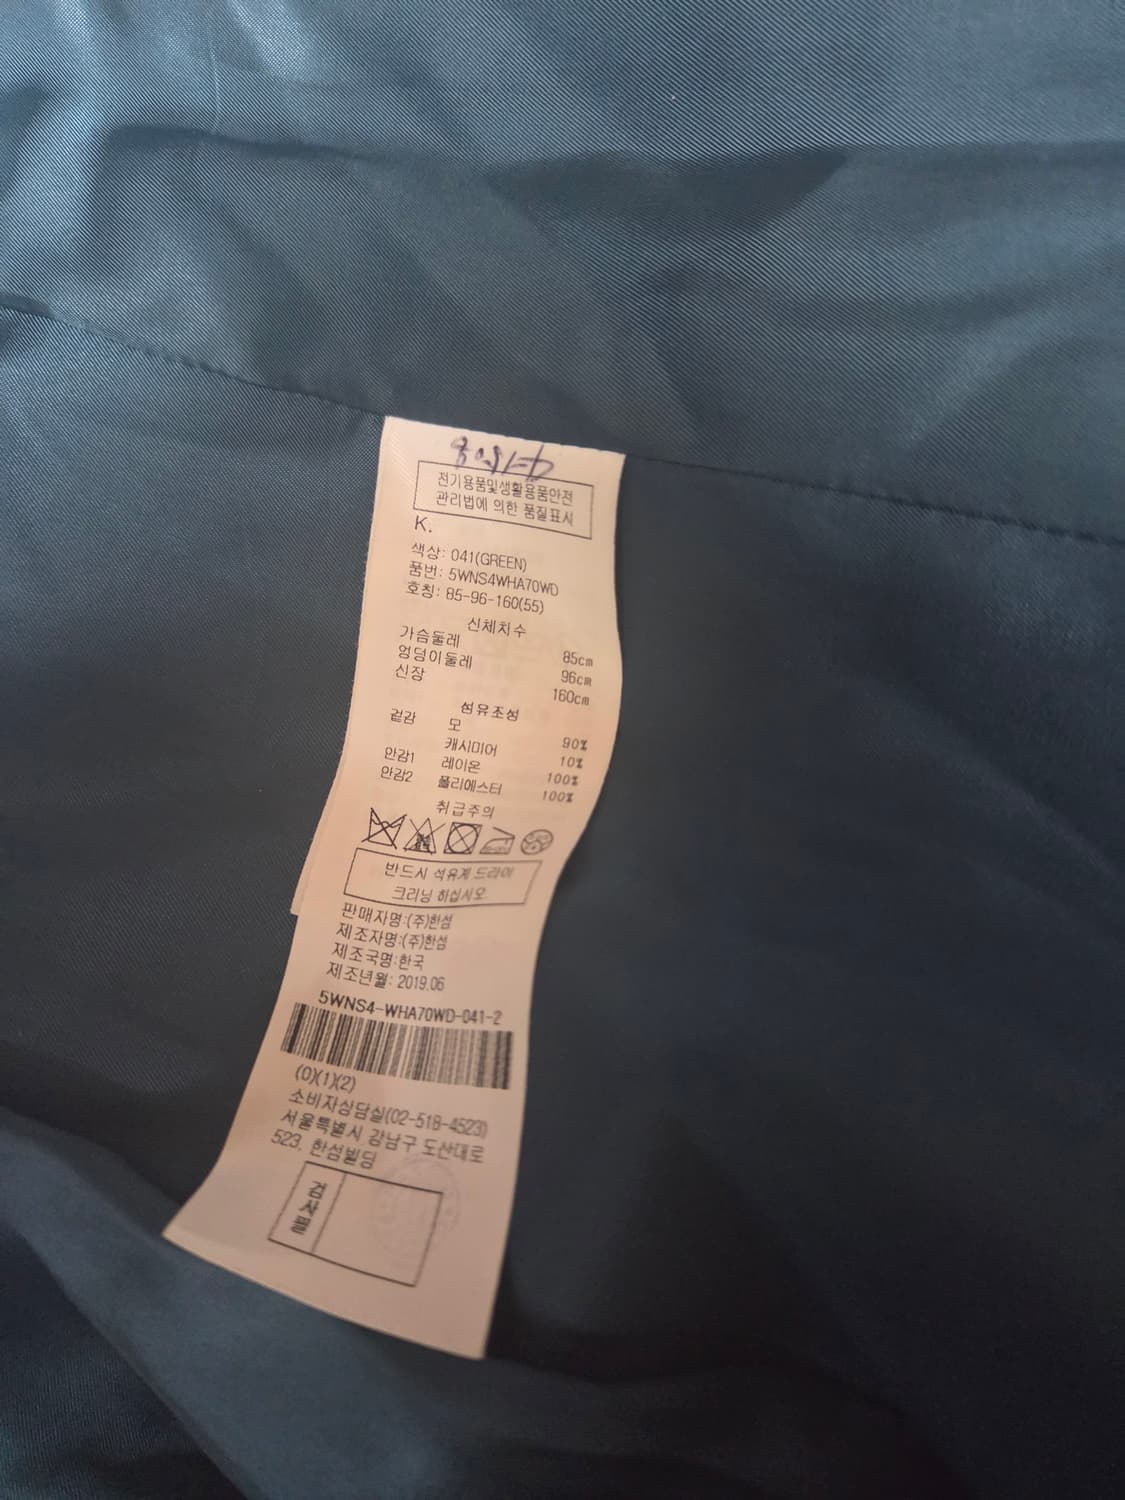 전기용품및생활용품안전
관리법에 의한 품질표시
K.
색상: 041(GREEN)
품번: 5WNS4WHA70WD
호칭: 85-96-160(55)
신체치수
가슴둘레 85cm
엉덩이둘레 96cm
신장 160cm
섬유조성
겉감 모 90%
캐시미어 10%
안감1 레이온 100%
안감2 폴리에스터 100%
취급주의
반드시 석유계 드라이
크리닝 하십시오
판매자명:(주)한섬
제조자명:(주)한섬
제조국명:한국
제조년월: 2019.06
5WNS4-WHA70WD-041-2
(0)(1)(2)
소비자상담실(02-518-4523)
서울특별시 강남구 도산대로
523, 한섬빌딩
검사필